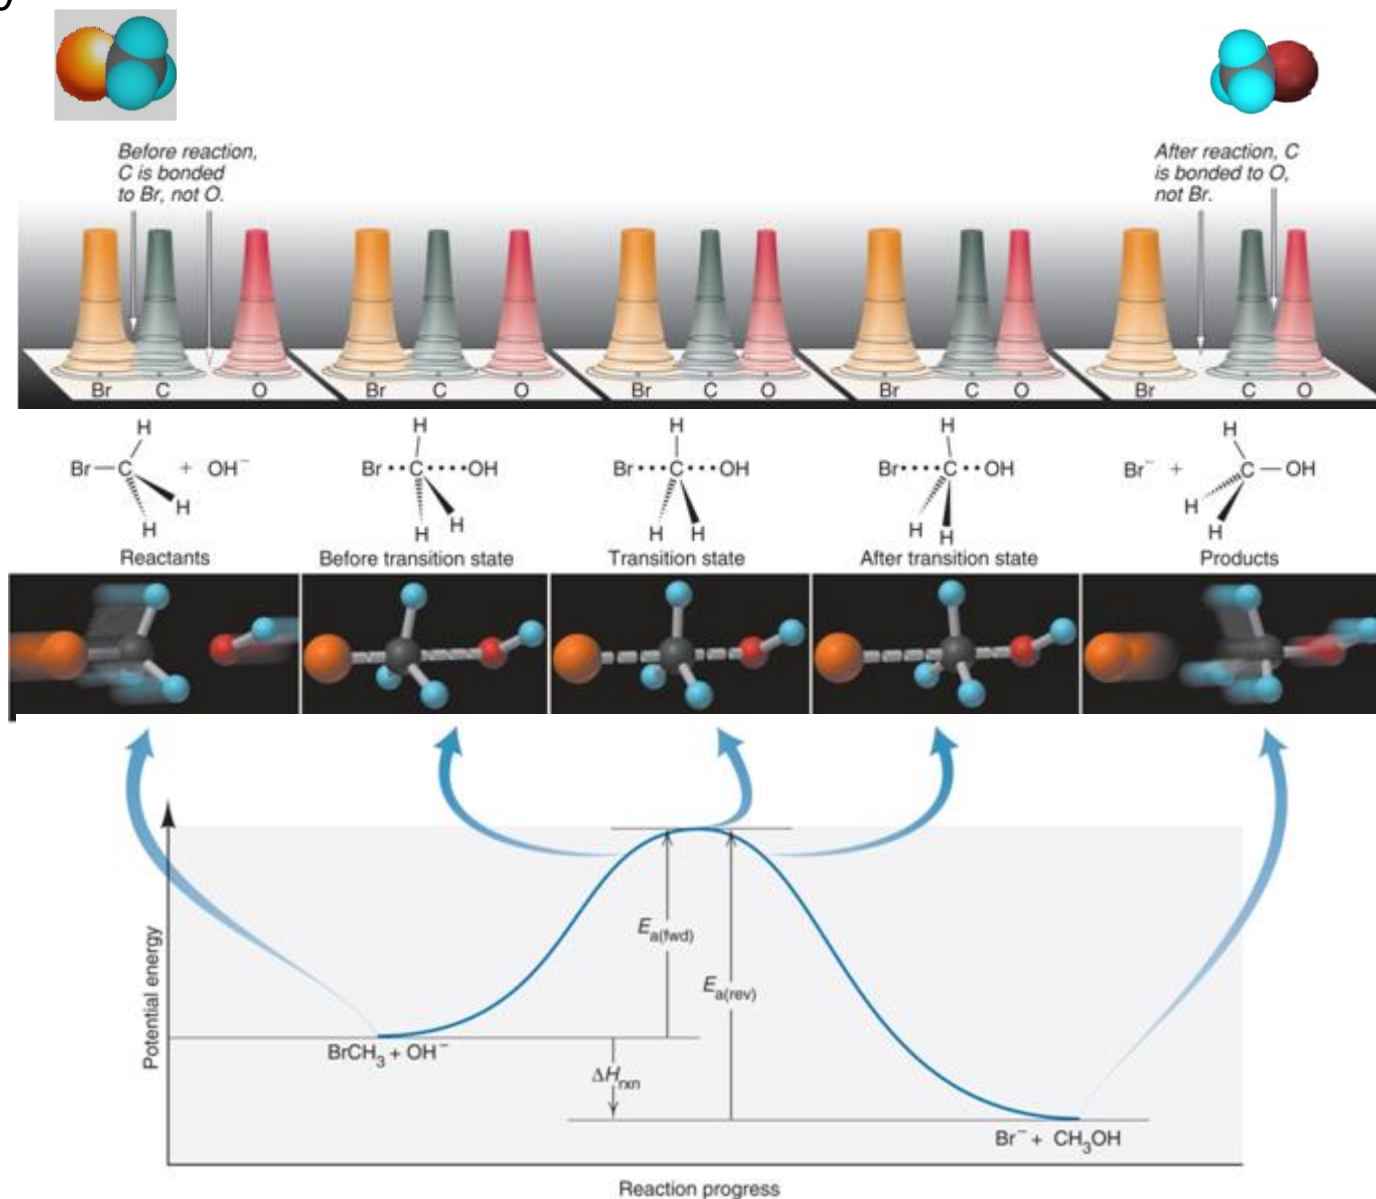 Before reaction,
C is bonded
to Br, not O.
After reaction, C
is bonded to O,
not Br.
Br C O
Br C O
Br C O
Br C O
Br C O
H
Br—C + OH⁻
H
H
Reactants
H
Br••C••••OH
H
H
Before transition state
H
Br•••C•••OH
H H
Transition state
H
Br••••C••OH
H
H
After transition state
H
Br⁻ + C—OH
H
H
Products
Potential energy
Eₐ(fwd)
Eₐ(rev)
BrCH₃ + OH⁻
ΔHrxn
Br⁻ + CH₃OH
Reaction progress